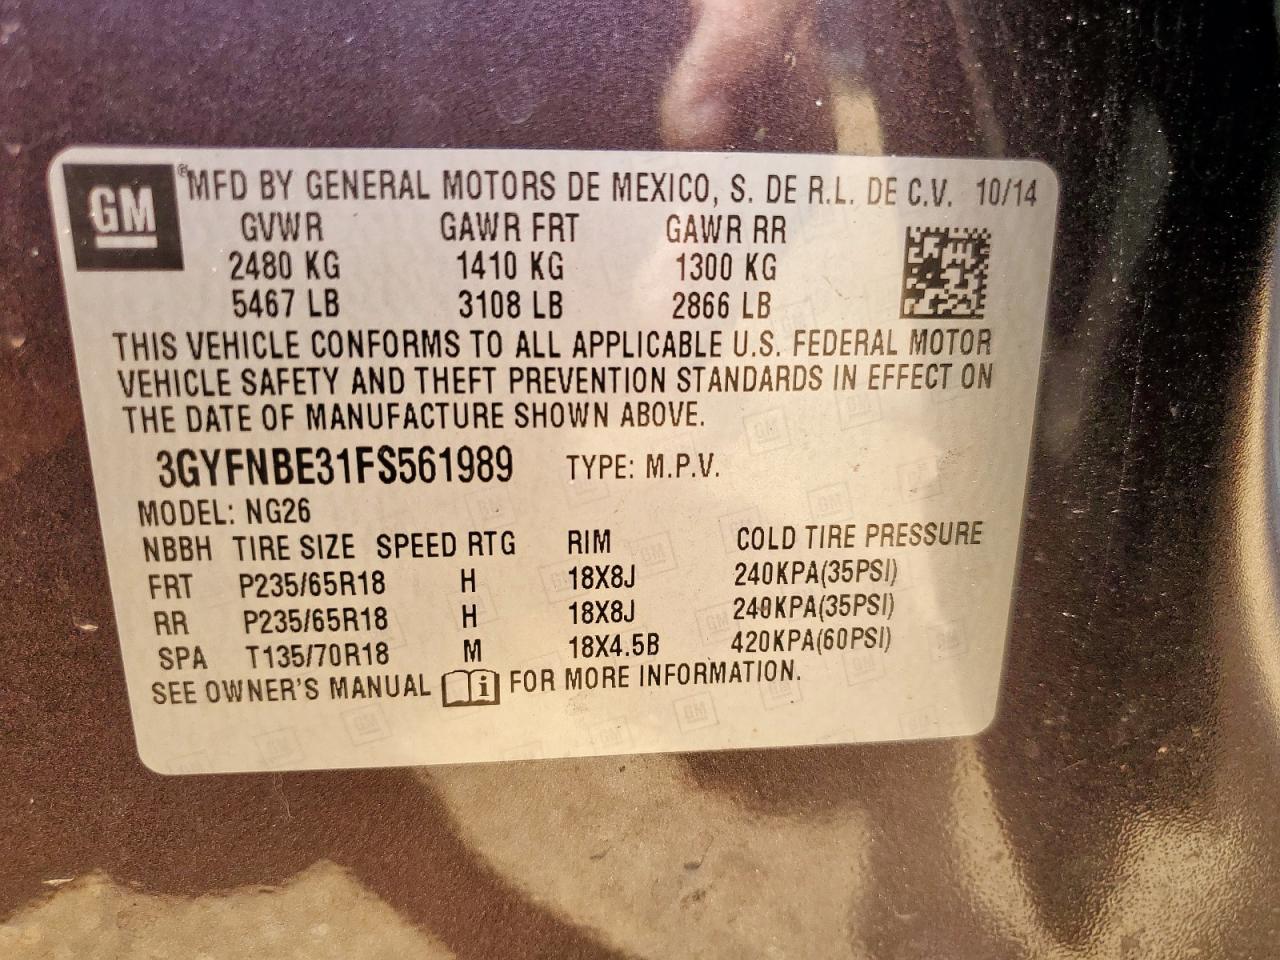 GM ® MFD BY GENERAL MOTORS DE MEXICO, S. DE R.L. DE C.V. 10/14
GVWR GAWR FRT GAWR RR
2480 KG 1410 KG 1300 KG
5467 LB 3108 LB 2866 LB
THIS VEHICLE CONFORMS TO ALL APPLICABLE U.S. FEDERAL MOTOR
VEHICLE SAFETY AND THEFT PREVENTION STANDARDS IN EFFECT ON
THE DATE OF MANUFACTURE SHOWN ABOVE.
3GYFNBE31FS561989 TYPE: M.P.V.
MODEL: NG26
NBBH TIRE SIZE SPEED RTG RIM COLD TIRE PRESSURE
FRT P235/65R18 H 18X8J 240KPA(35PSI)
RR P235/65R18 H 18X8J 240KPA(35PSI)
SPA T135/70R18 M 18X4.5B 420KPA(60PSI)
SEE OWNER'S MANUAL i FOR MORE INFORMATION.